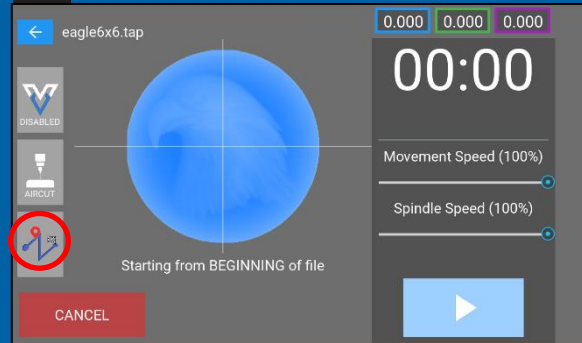 eagle6x6.tap
0.000 0.000 0.000
00:00
DISABLED
AIRCUT
Movement Speed (100%)
Spindle Speed (100%)
Starting from BEGINNING of file
CANCEL